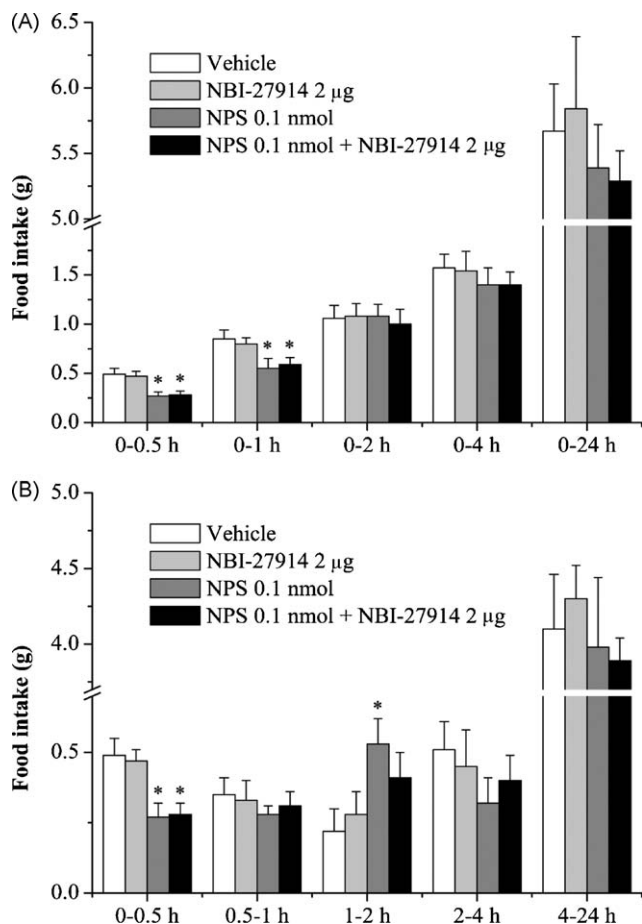 (A)
6.5
6.0
5.5
5.0
1.5
1.0
0.5
0.0
Food intake (g)
Vehicle
NBI-27914 2 µg
NPS 0.1 nmol
NPS 0.1 nmol + NBI-27914 2 µg
* * * *
0-0.5 h 0-1 h 0-2 h 0-4 h 0-24 h
(B)
5.0
4.5
4.0
0.5
0.0
Food intake (g)
Vehicle
NBI-27914 2 µg
NPS 0.1 nmol
NPS 0.1 nmol + NBI-27914 2 µg
*
* *
0-0.5 h 0.5-1 h 1-2 h 2-4 h 4-24 h